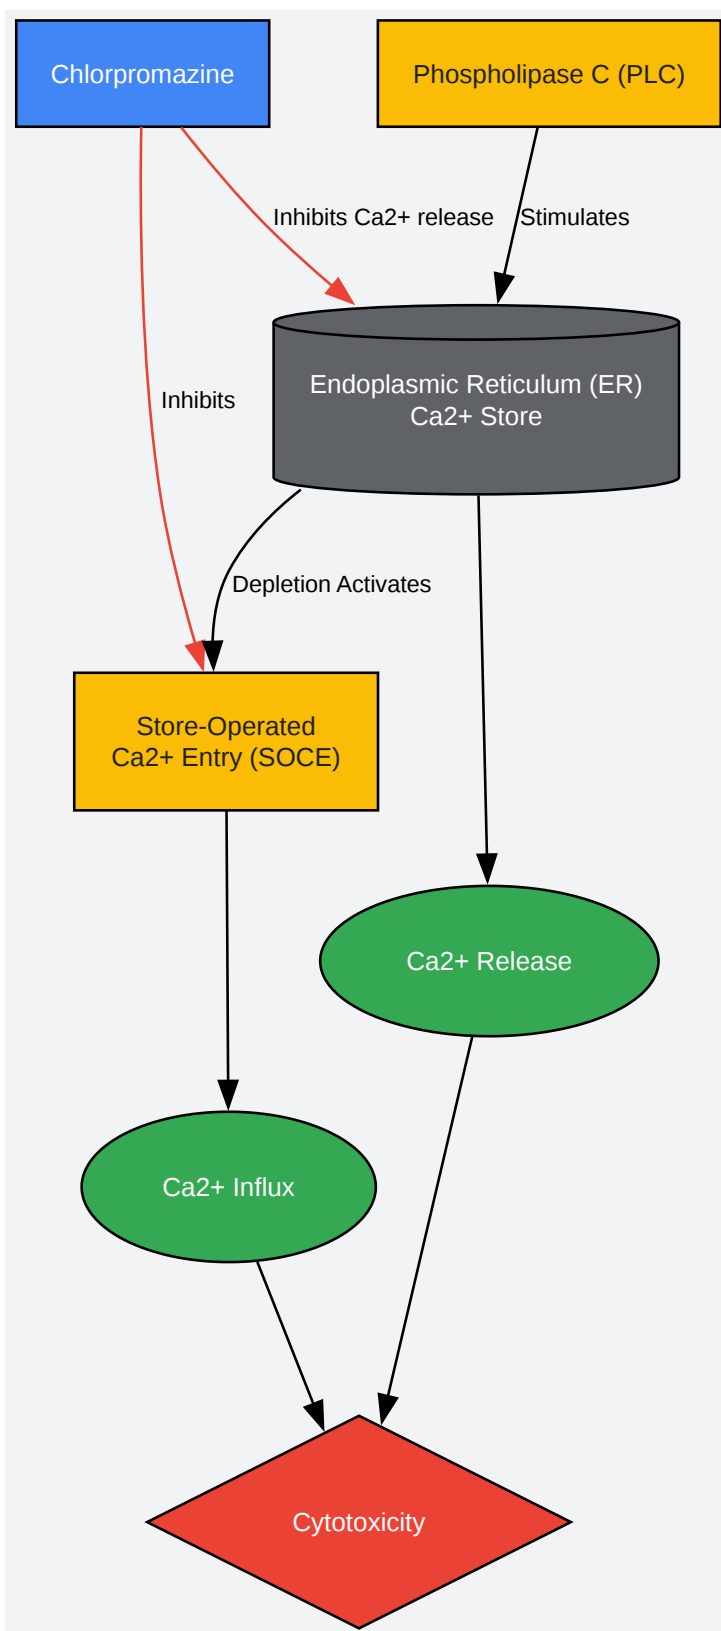 Chlorpromazine
Phospholipase C (PLC)
Inhibits Ca2+ release
Stimulates
Endoplasmic Reticulum (ER)
Ca2+ Store
Inhibits
Depletion Activates
Store-Operated
Ca2+ Entry (SOCE)
Ca2+ Release
Ca2+ Influx
Cytotoxicity